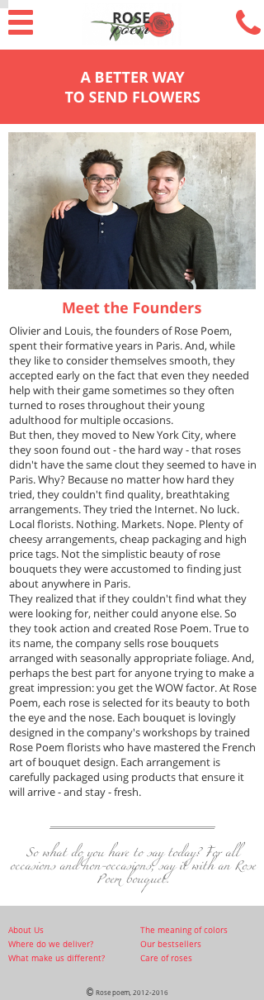 ROSE
poem
A BETTER WAY
TO SEND FLOWERS
Meet the Founders
Olivier and Louis, the founders of Rose Poem,
spent their formative years in Paris. And, while
they like to consider themselves smooth, they
accepted early on the fact that even they needed
help with their game sometimes so they often
turned to roses throughout their young
adulthood for multiple occasions.
But then, they moved to New York City, where
they soon found out - the hard way - that roses
didn't have the same clout they seemed to have in
Paris. Why? Because no matter how hard they
tried, they couldn't find quality, breathtaking
arrangements. They tried the Internet. No luck.
Local florists. Nothing. Markets. Nope. Plenty of
cheesy arrangements, cheap packaging and high
price tags. Not the simplistic beauty of rose
bouquets they were accustomed to finding just
about anywhere in Paris.
They realized that if they couldn't find what they
were looking for, neither could anyone else. So
they took action and created Rose Poem. True to
its name, the company sells rose bouquets
arranged with seasonally appropriate foliage. And,
perhaps the best part for anyone trying to make a
great impression: you get the WOW factor. At Rose
Poem, each rose is selected for its beauty to both
the eye and the nose. Each bouquet is lovingly
designed in the company's workshops by trained
Rose Poem florists who have mastered the French
art of bouquet design. Each arrangement is
carefully packaged using products that ensure it
will arrive - and stay - fresh.
So what do you have to say today? For all
occasions and non-occasions, say it with an Rose
Poem bouquet.
About Us
Where do we deliver?
What make us different?
The meaning of colors
Our bestsellers
Care of roses
© Rose poem, 2012-2016